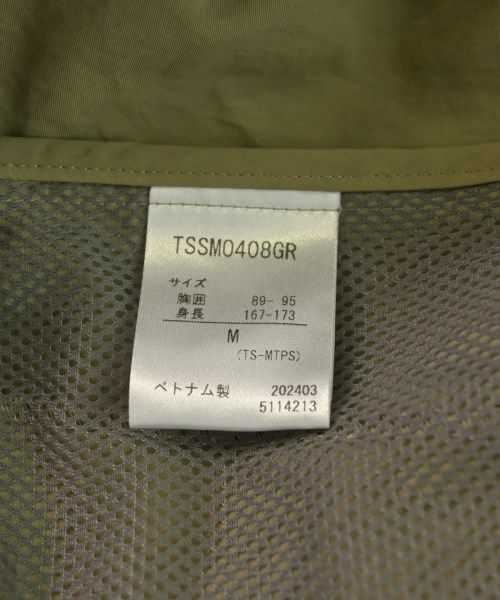 TSSM0408GR
サイズ
胸囲 89- 95
身長 167-173
M
(TS-MTPS)
ベトナム製 202403
5114213